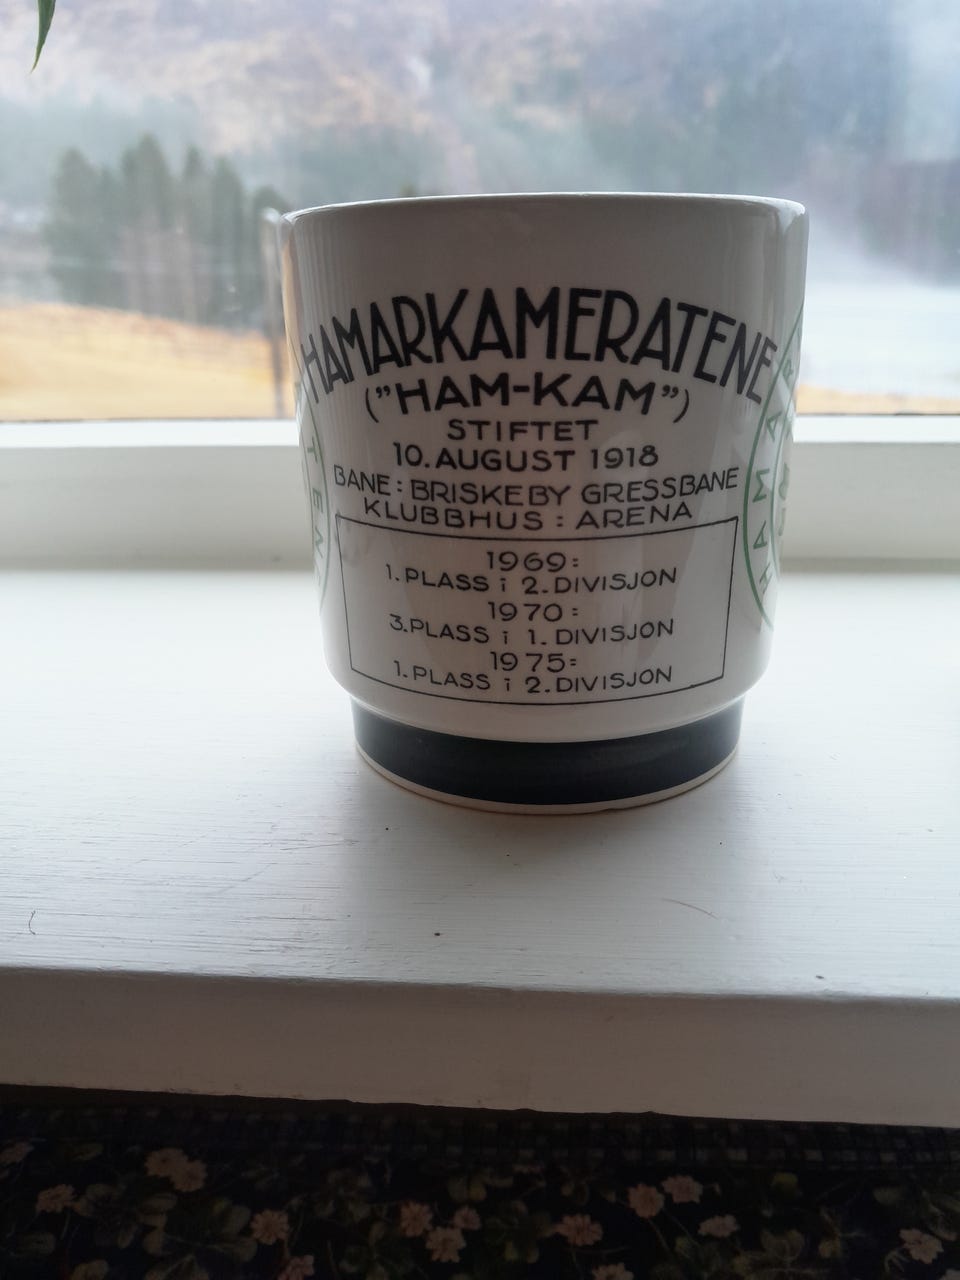 HAMARKAMERATENE
("HAM-KAM")
STIFTET
10. AUGUST 1918
BANE: BRISKEBY GRESSBANE
KLUBBHUS: ARENA
1969:
1. PLASS i 2. DIVISJON
1970:
3. PLASS i 1. DIVISJON
1975:
1. PLASS i 2. DIVISJON
HAMAR